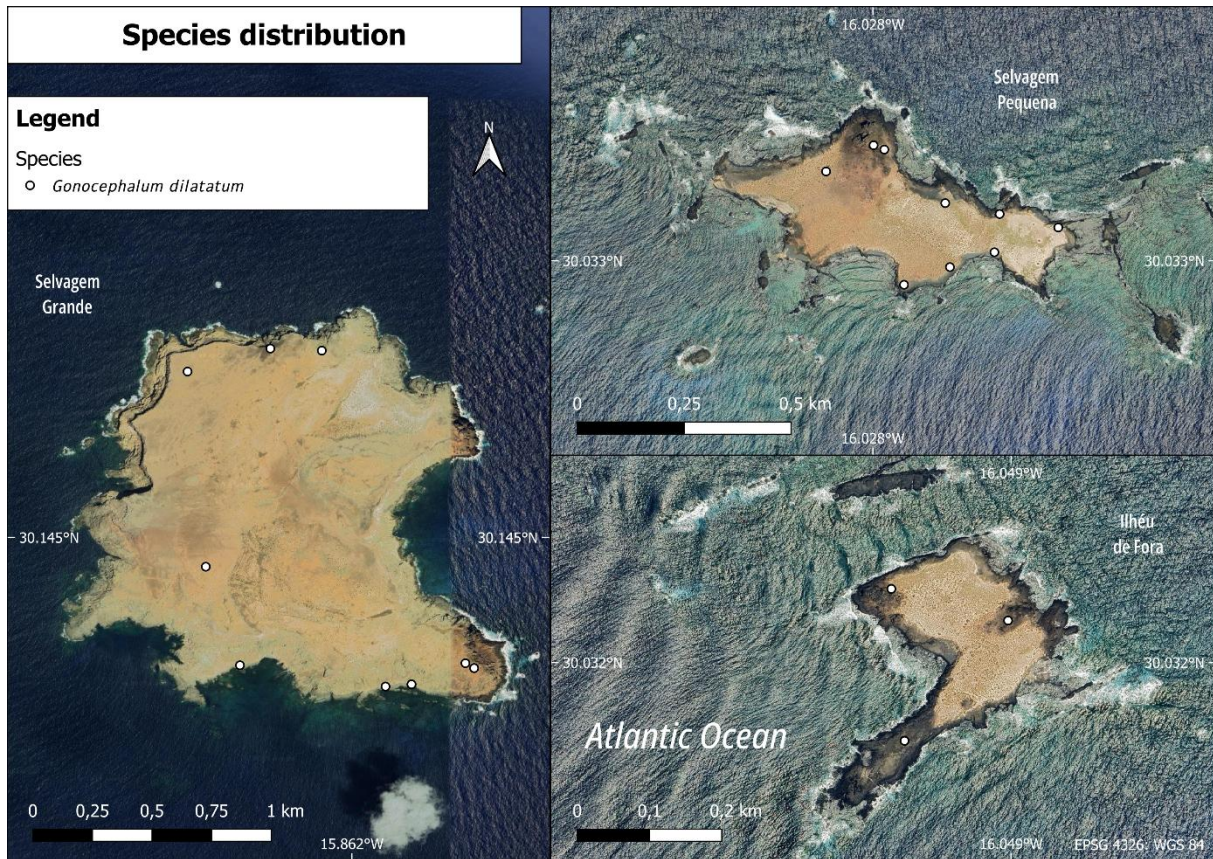 Species distribution
Legend
Species
Gonocephalum dilatatum
N
Selvagem
Grande
30.145°N
30.145°N
0 0,25 0,5 0,75 1 km
15.862°W
16.028°W
Selvagem
Pequena
30.033°N
30.033°N
0 0,25 0,5 km
16.028°W
16.049°W
Ilhéu
de Fora
30.032°N
30.032°N
Atlantic Ocean
0 0,1 0,2 km
16.049°W
EPSG 4326: WGS 84